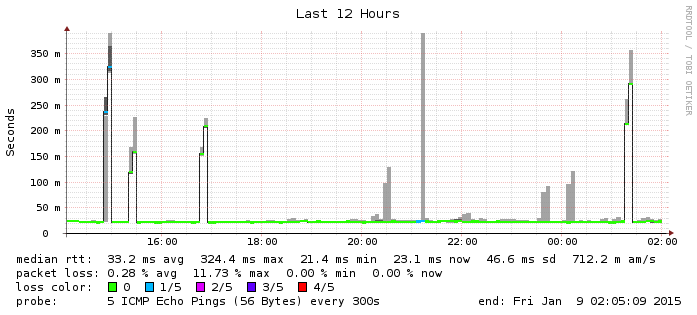 Last 12 Hours
RRDTOOL / TOBI OETIKER
Seconds
350 m
300 m
250 m
200 m
150 m
100 m
50 m
0
16:00 18:00 20:00 22:00 00:00 02:00
median rtt: 33.2 ms avg 324.4 ms max 21.4 ms min 23.1 ms now 46.6 ms sd 712.2 m am/s
packet loss: 0.28 % avg 11.73 % max 0.00 % min 0.00 % now
loss color: 0 1/5 2/5 3/5 4/5
probe: 5 ICMP Echo Pings (56 Bytes) every 300s end: Fri Jan 9 02:05:09 2015